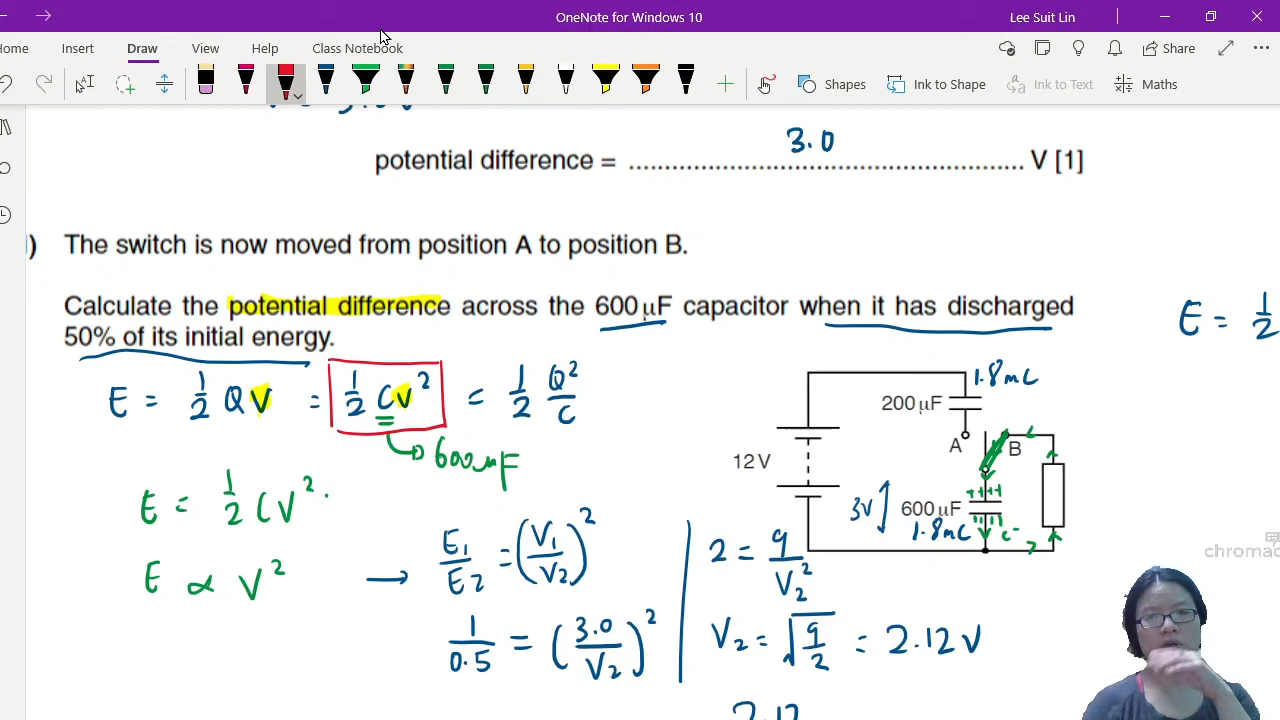 OneNote for Windows 10
Lee Suit Lin
Home Insert Draw View Help Class Notebook Share
Shapes Ink to Shape Ink to Text Maths
3.0
potential difference = ................................................ V [1]
The switch is now moved from position A to position B.
Calculate the potential difference across the 600 μF capacitor when it has discharged
50% of its initial energy.
E = 1/2
E = 1/2 QV = 1/2 CV² = 1/2 Q²/C
600 μF
1.8mC
200 μF
A
B
12 V
3V
600 μF
1.8mC
E = 1/2 CV².
E ∝ V² → E1/E2 = (V1/V2)²
1/0.5 = (3.0/V2)²
2 = 9/V2²
V2 = √9/2 = 2.12V
2.12